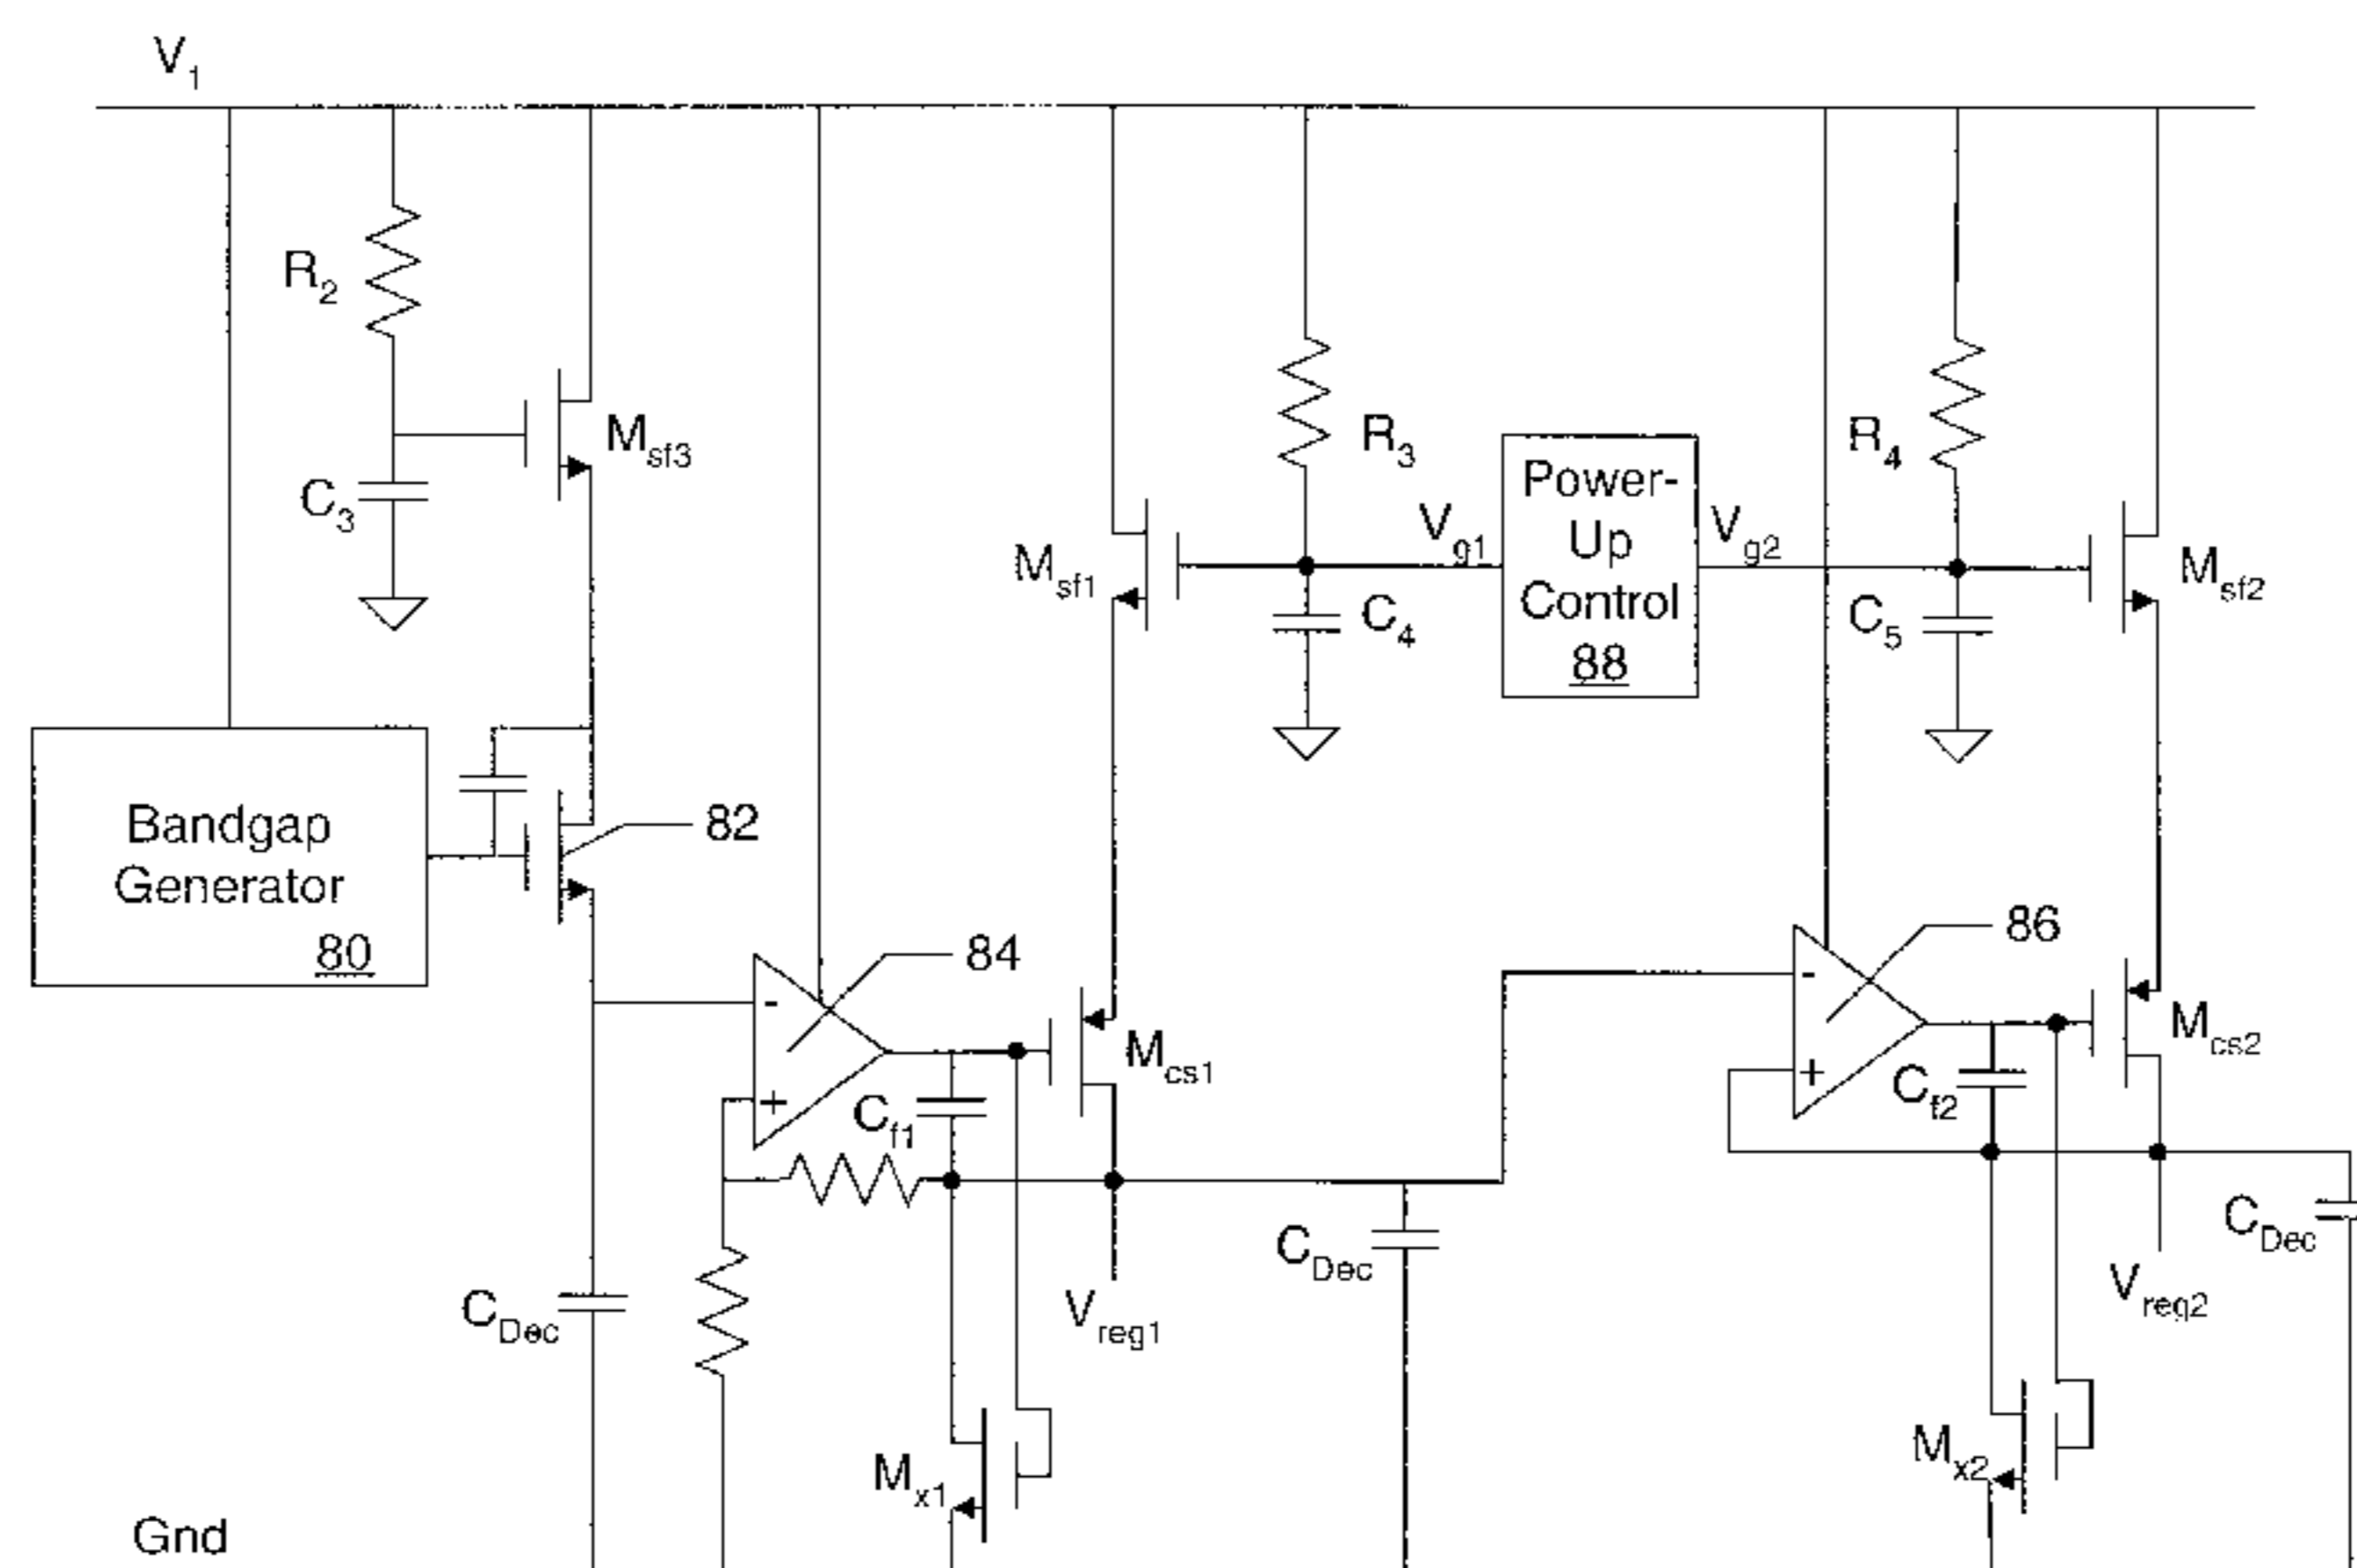 V1
R2
Msf3
C3
Msf1
R3
Vg1
C4
Power-
Up
Control
88
Vg2
R4
C5
Msf2
Bandgap
Generator
80
82
-
+
84
Mcs1
Cf1
-
+
86
Mcs2
Cf2
CDec
CDec
CDec
Vreg1
Vreg2
Mx1
Mx2
Gnd